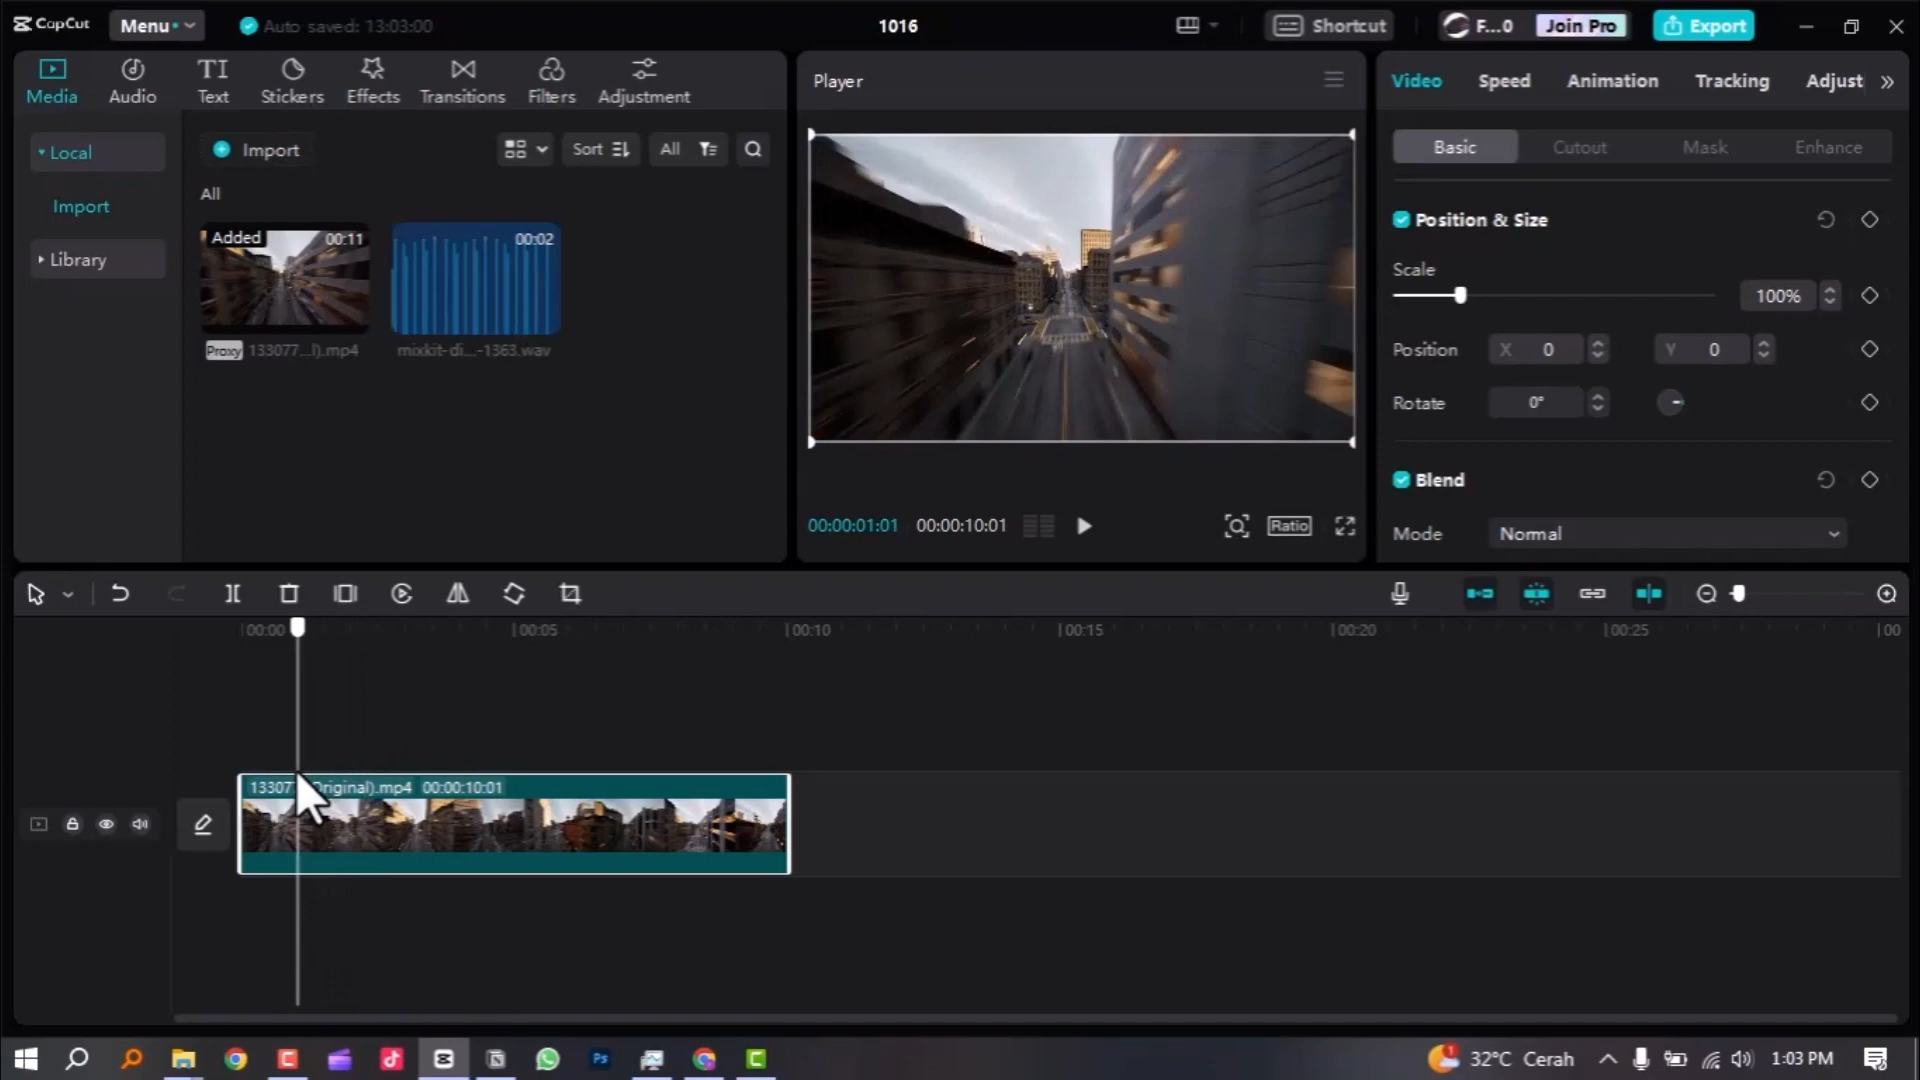 CapCut Menu Auto saved: 13:03:00 1016 Shortcut F...0 Join Pro Export
Media Audio Text Stickers Effects Transitions Filters Adjustment
Local
Import
Library
Import Sort All
All
Added 00:11
00:02
Proxy 133077...l).mp4
mixkit-di...-1363.wav
Player
00:00:01:01 00:00:10:01 Ratio
Video Speed Animation Tracking Adjust
Basic Cutout Mask Enhance
Position & Size
Scale 100%
Position X 0 Y 0
Rotate 0°
Blend
Mode Normal
00:00 00:05 00:10 00:15 00:20 00:25 00
13307 Original).mp4 00:00:10:01
Ps 1 32°C Cerah 1:03 PM